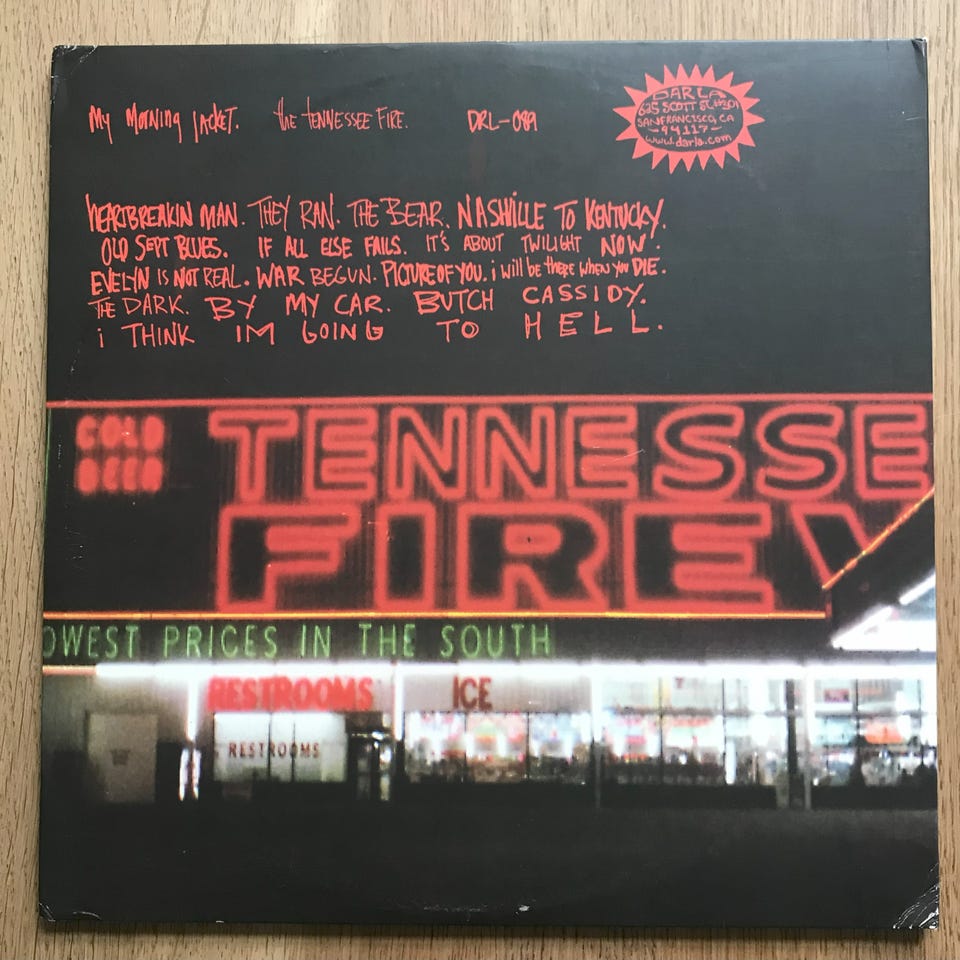 My Morning Jacket. the Tennessee Fire. DRL-089
DARLA
625 SCOTT St. #301
SAN FRANCISCO, CA
-94117-
www.darla.com
HEARTBREAKIN MAN. THEY RAN. THE BEAR. NASHVILLE TO KENTUCKY.
OLD SEPT BLUES. IF ALL ELSE FAILS. IT'S ABOUT TWILIGHT NOW.
EVELYN IS NOT REAL. WAR BEGUN. PICTURE OF YOU. i will be there when you DIE.
THE DARK. BY MY CAR. BUTCH CASSIDY.
i THINK IM GOING TO HELL.
COLD
BEER
TENNESSE
FIREW
OWEST PRICES IN THE SOUTH
RESTROOMS ICE
RESTROOMS